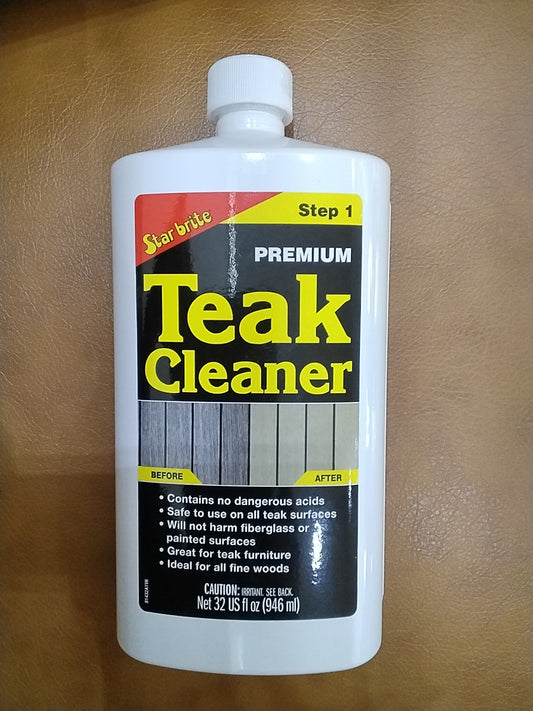 Star brite
Step 1
PREMIUM
Teak
Cleaner
BEFORE
AFTER
• Contains no dangerous acids
• Safe to use on all teak surfaces
• Will not harm fiberglass or
painted surfaces
• Great for teak furniture
• Ideal for all fine woods
CAUTION: IRRITANT. SEE BACK.
Net 32 US fl oz (946 ml)